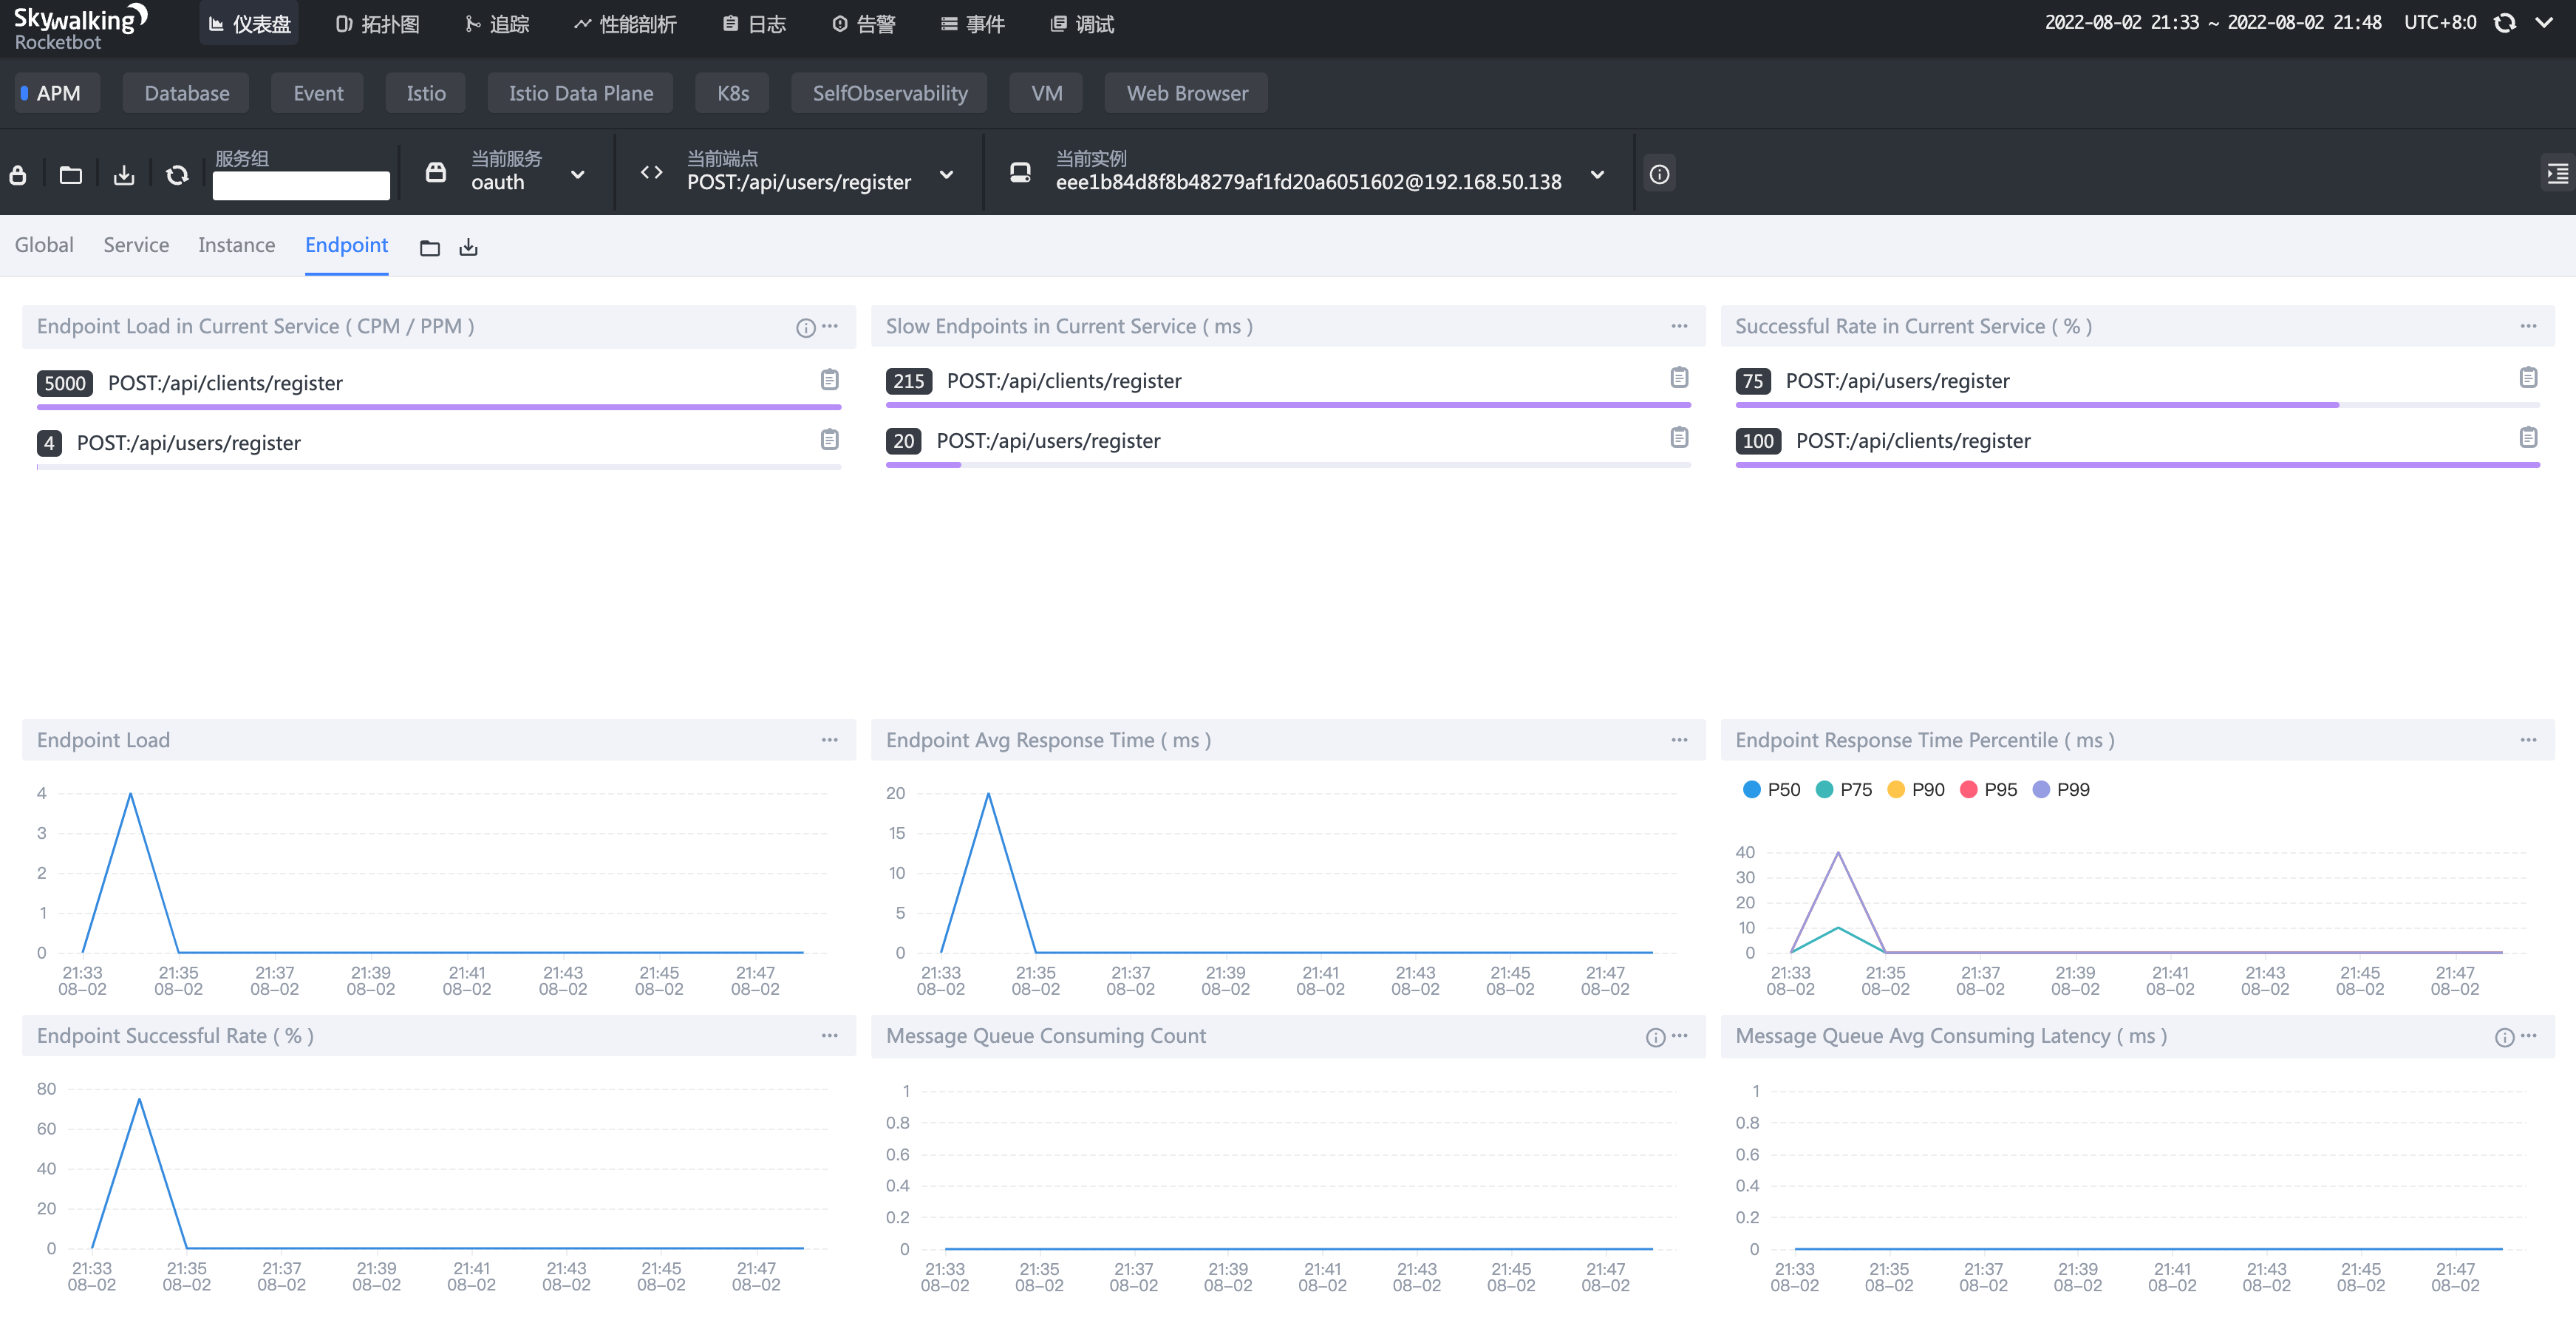 Skywalking
Rocketbot
仪表盘 拓扑图 追踪 性能剖析 日志 告警 事件 调试
2022-08-02 21:33 ~ 2022-08-02 21:48 UTC+8:0
APM Database Event Istio Istio Data Plane K8s SelfObservability VM Web Browser
服务组 当前服务 当前端点 当前实例
oauth POST:/api/users/register eee1b84d8f8b48279af1fd20a6051602@192.168.50.138
Global Service Instance Endpoint
Endpoint Load in Current Service ( CPM / PPM )
5000 POST:/api/clients/register
4 POST:/api/users/register
Slow Endpoints in Current Service ( ms )
215 POST:/api/clients/register
20 POST:/api/users/register
Successful Rate in Current Service ( % )
75 POST:/api/users/register
100 POST:/api/clients/register
Endpoint Load
4
3
2
1
0
21:33 21:35 21:37 21:39 21:41 21:43 21:45 21:47
08-02 08-02 08-02 08-02 08-02 08-02 08-02 08-02
Endpoint Avg Response Time ( ms )
20
15
10
5
0
21:33 21:35 21:37 21:39 21:41 21:43 21:45 21:47
08-02 08-02 08-02 08-02 08-02 08-02 08-02 08-02
Endpoint Response Time Percentile ( ms )
P50 P75 P90 P95 P99
40
30
20
10
0
21:33 21:35 21:37 21:39 21:41 21:43 21:45 21:47
08-02 08-02 08-02 08-02 08-02 08-02 08-02 08-02
Endpoint Successful Rate ( % )
80
60
40
20
0
21:33 21:35 21:37 21:39 21:41 21:43 21:45 21:47
08-02 08-02 08-02 08-02 08-02 08-02 08-02 08-02
Message Queue Consuming Count
1
0.8
0.6
0.4
0.2
0
21:33 21:35 21:37 21:39 21:41 21:43 21:45 21:47
08-02 08-02 08-02 08-02 08-02 08-02 08-02 08-02
Message Queue Avg Consuming Latency ( ms )
1
0.8
0.6
0.4
0.2
0
21:33 21:35 21:37 21:39 21:41 21:43 21:45 21:47
08-02 08-02 08-02 08-02 08-02 08-02 08-02 08-02